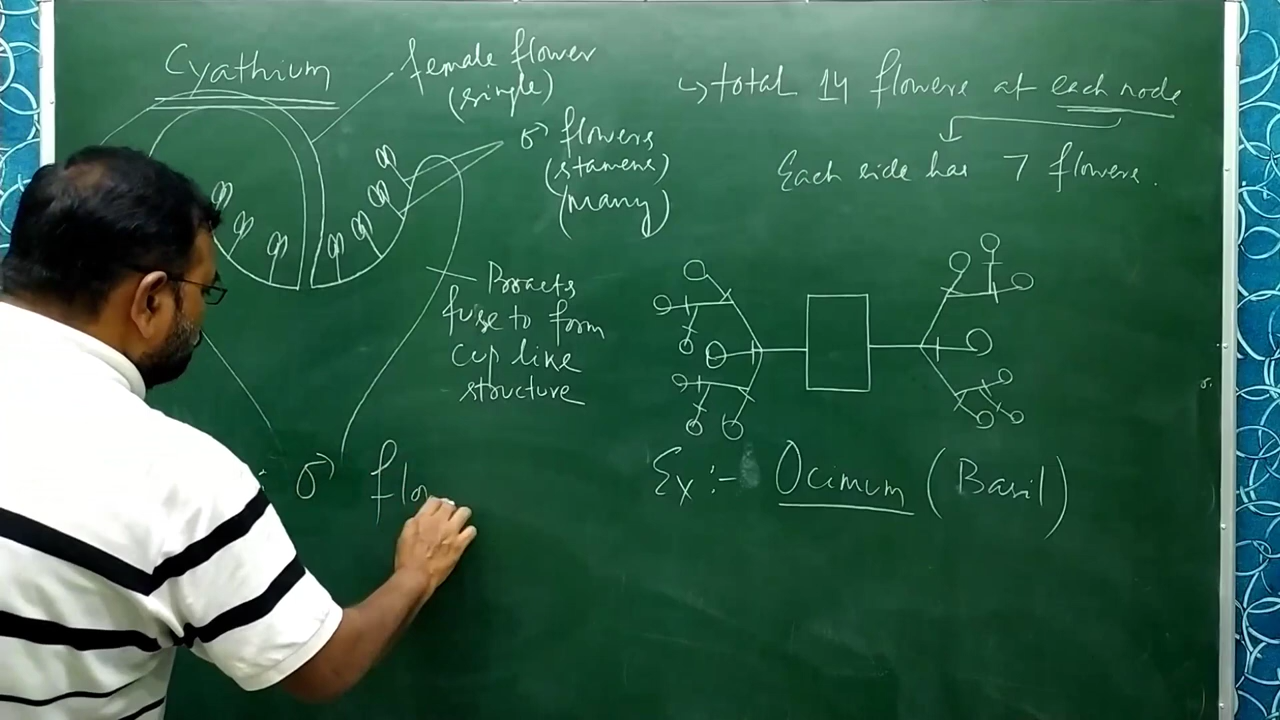 Cyathium
female flower
(single)
♂ flowers
(stamens)
(many)
Bracts
fuse to form
cup like
structure
: ♂ flow
↳ total 14 flowers at each node
Each side has 7 flowers.
Ex:- Ocimum (Basil)